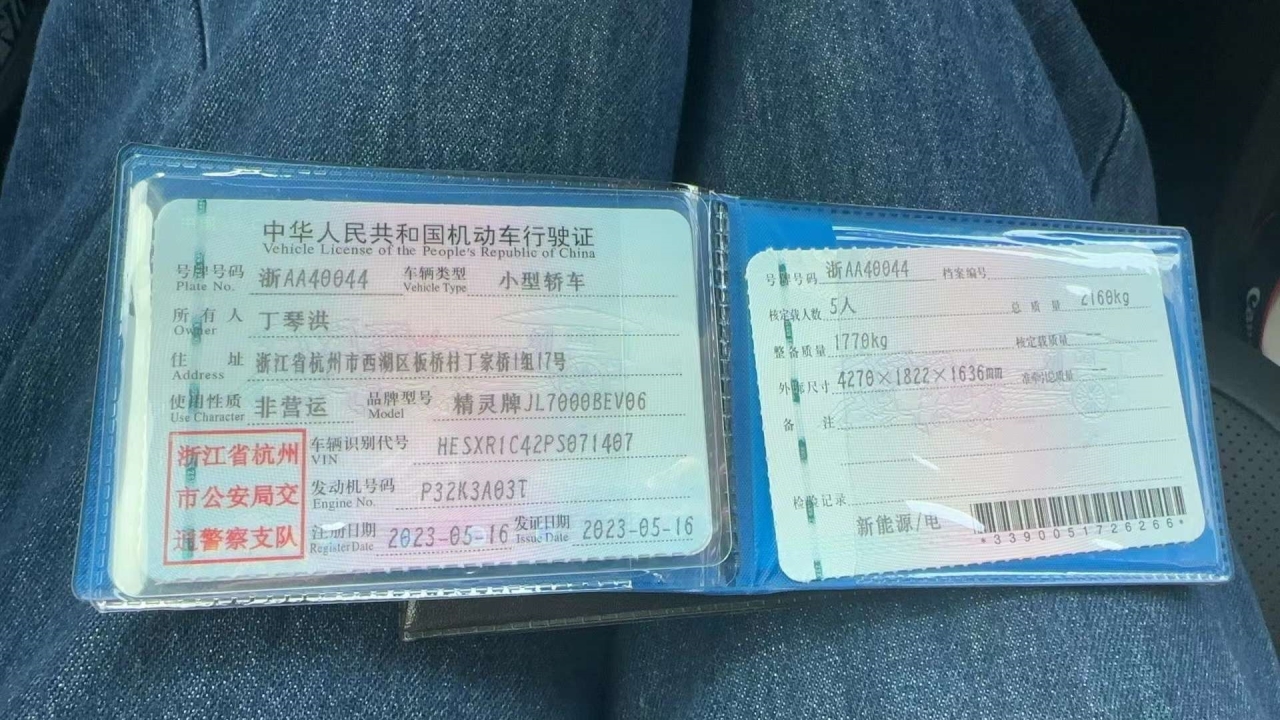 中华人民共和国机动车行驶证
Vehicle License of the People's Republic of China
号牌号码 浙AA40044 车辆类型 小型轿车
Plate No. Vehicle Type
所有人 丁琴洪
Owner
住址 浙江省杭州市西湖区板桥村丁家桥1组17号
Address
使用性质 非营运 品牌型号 精灵牌JL7000BEV06
Use Character Model
浙江省杭州
市公安局交
通警察支队
车辆识别代号 HESXR1C42PS071407
VIN
发动机号码 P32K3A03T
Engine No.
注册日期 2023-05-16 发证日期 2023-05-16
Register Date Issue Date
号牌号码 浙AA40044 档案编号
核定载人数 5人 总质量 2160kg
整备质量 1770kg 核定载质量 --
外廓尺寸 4270×1822×1636mm 准牵引总质量 --
备注
检验记录
新能源/电
*3390051726266*